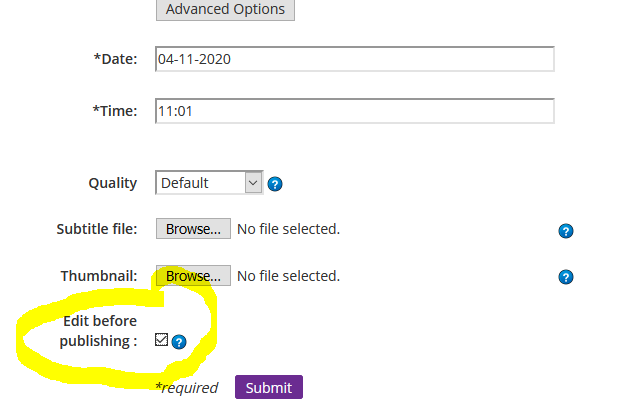 Advanced Options
*Date: 04-11-2020
*Time: 11:01
Quality Default ?
Subtitle file: Browse... No file selected. ?
Thumbnail: Browse... No file selected. ?
Edit before
publishing : ?
*required Submit